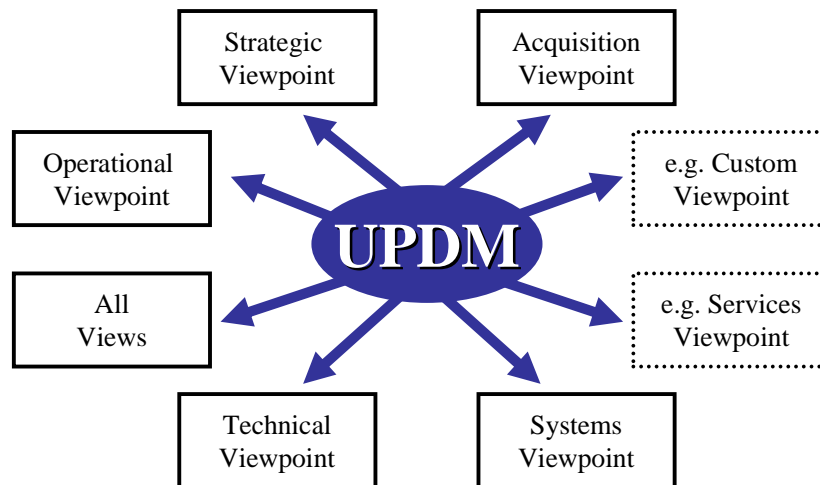 Strategic
Viewpoint
Acquisition
Viewpoint
Operational
Viewpoint
e.g. Custom
Viewpoint
UPDM
All
Views
e.g. Services
Viewpoint
Technical
Viewpoint
Systems
Viewpoint